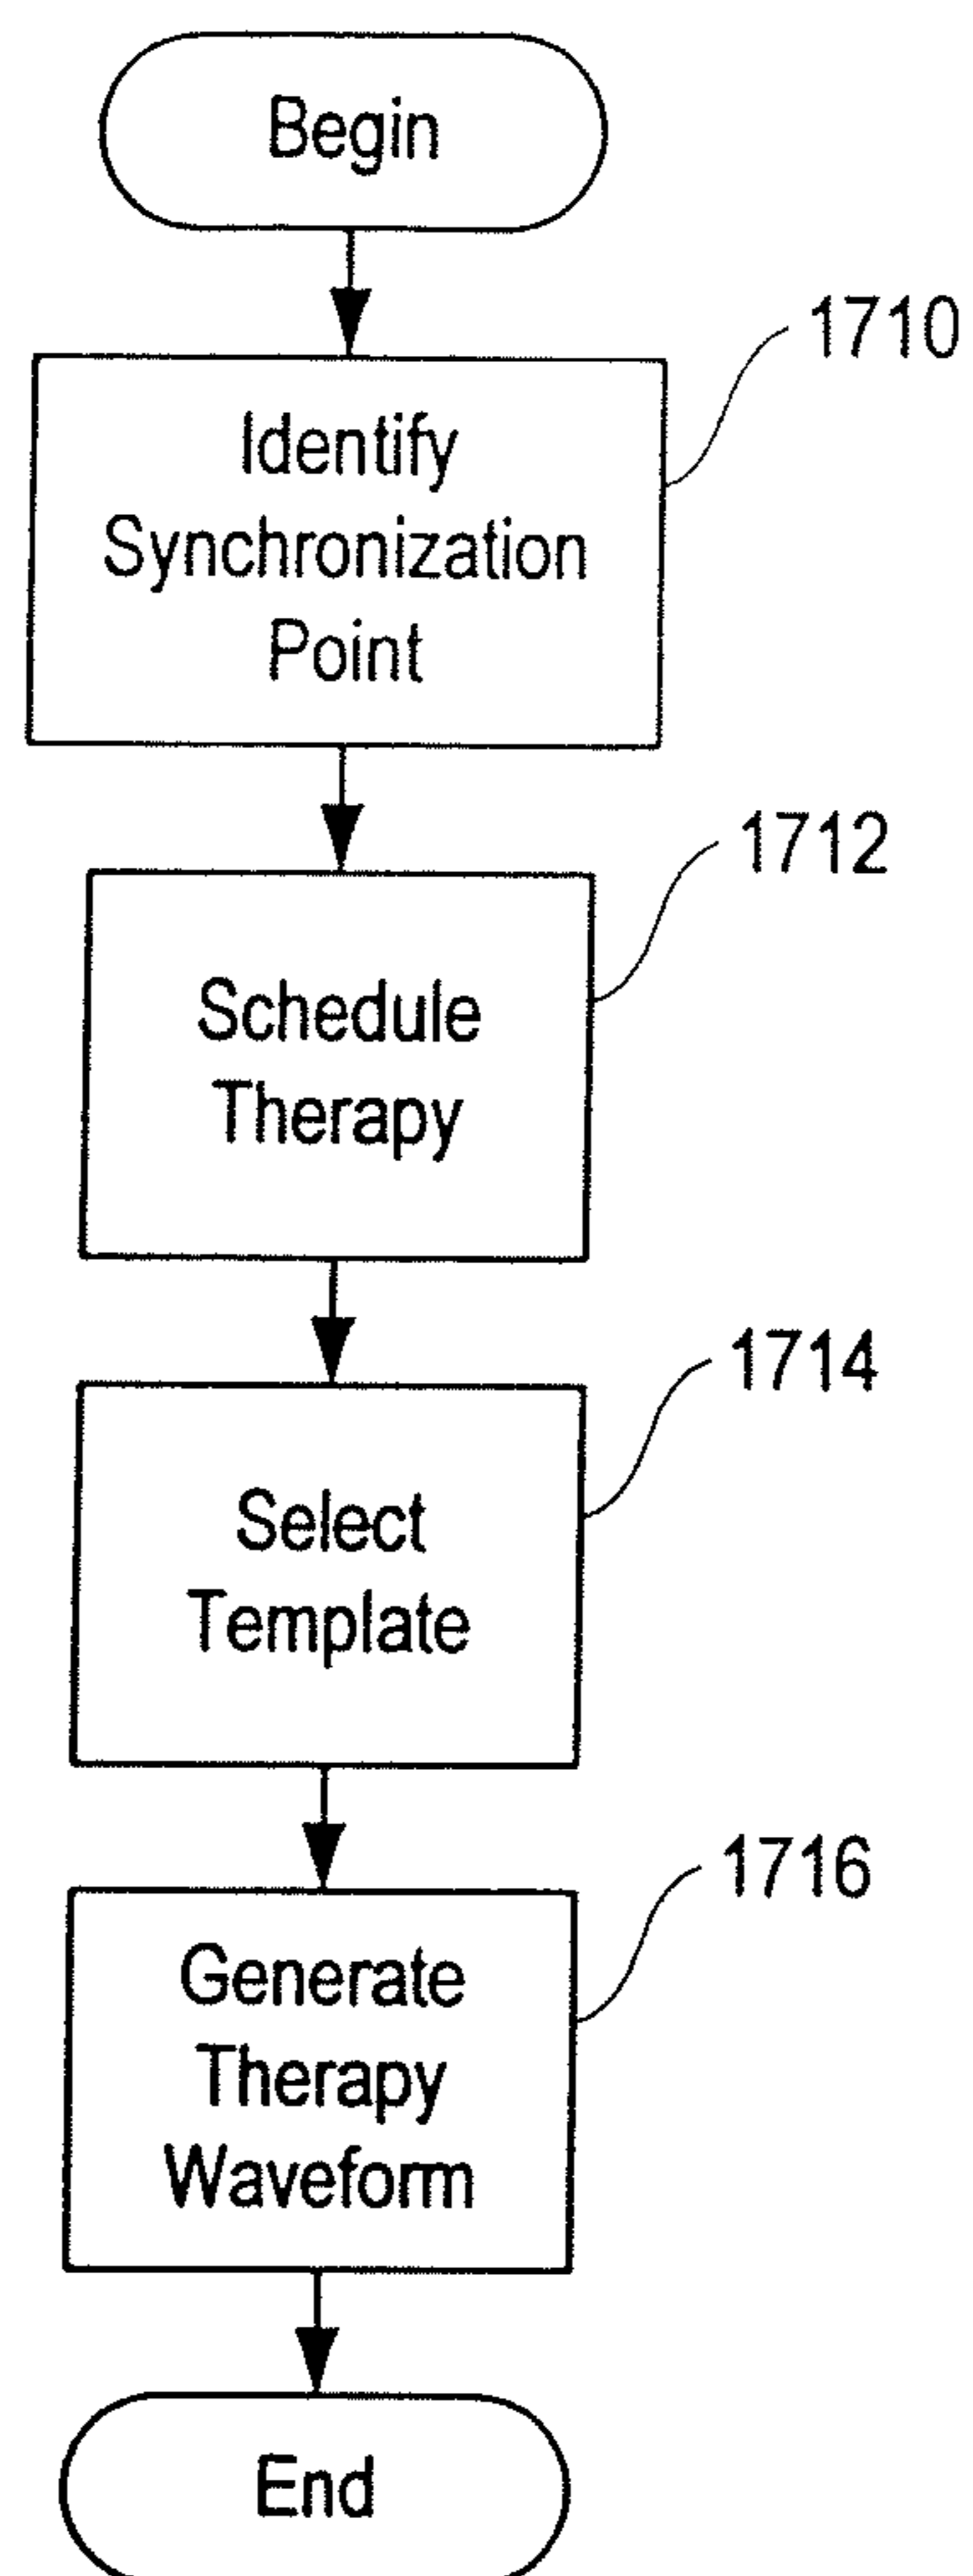 Begin
1710
Identify
Synchronization
Point
1712
Schedule
Therapy
1714
Select
Template
1716
Generate
Therapy
Waveform
End